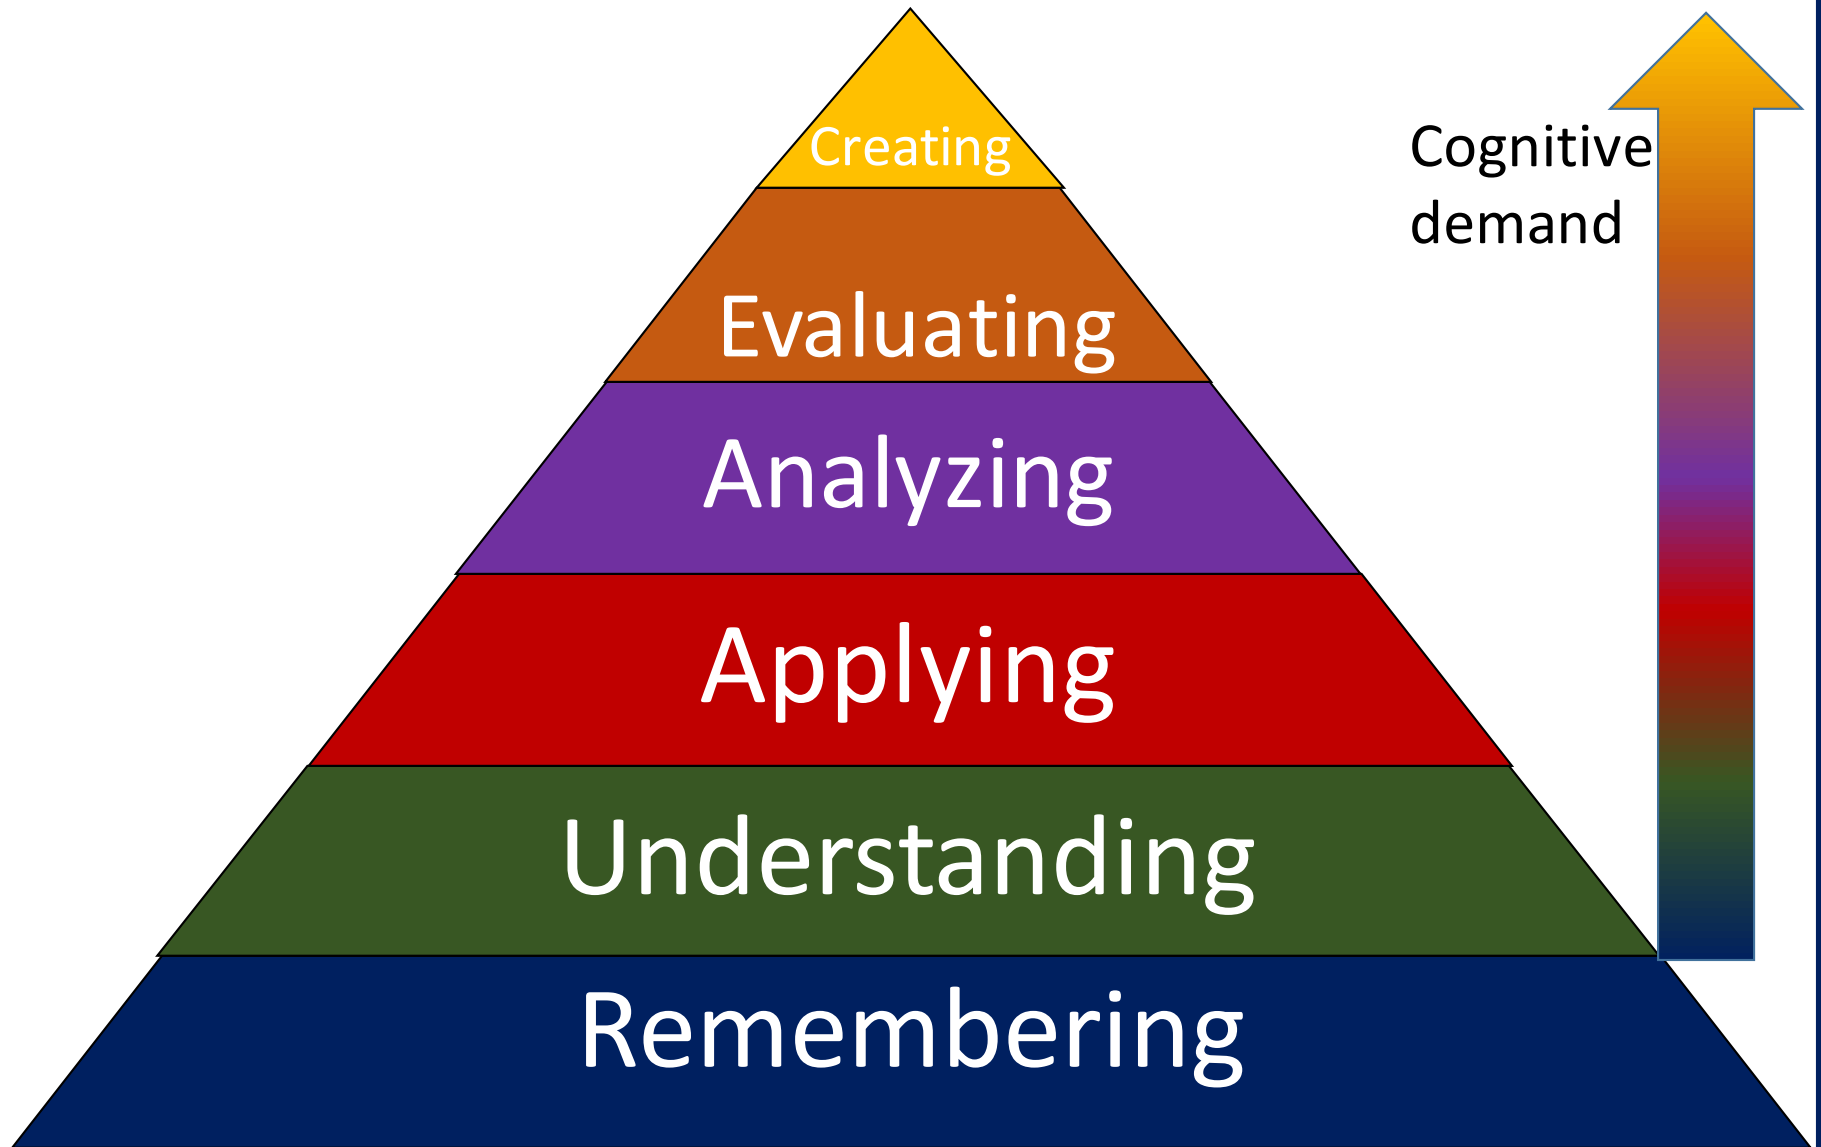 Creating
Cognitive
demand
Evaluating
Analyzing
Applying
Understanding
Remembering